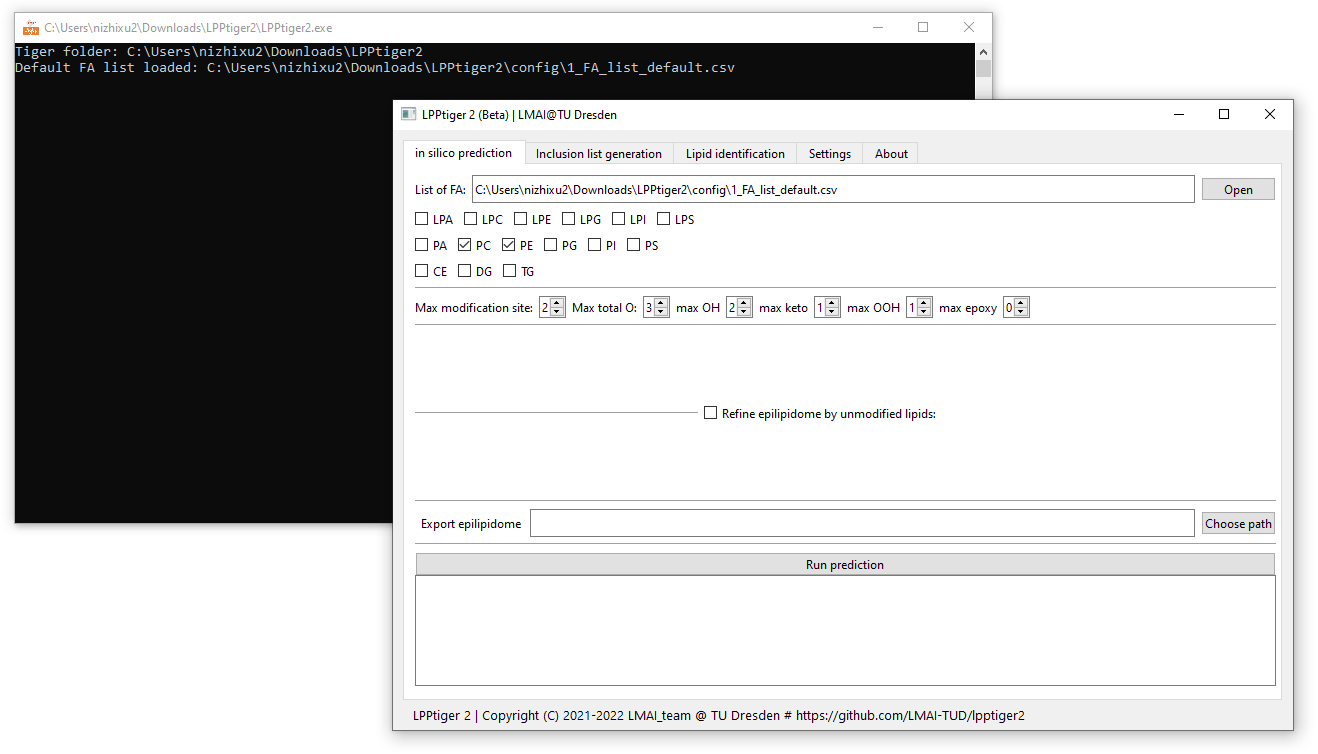 C:\Users\nizhixu2\Downloads\LPPtiger2\LPPtiger2.exe
Tiger folder: C:\Users\nizhixu2\Downloads\LPPtiger2
Default FA list loaded: C:\Users\nizhixu2\Downloads\LPPtiger2\config\1_FA_list_default.csv
LPPtiger 2 (Beta) | LMAI@TU Dresden
in silico prediction Inclusion list generation Lipid identification Settings About
List of FA: C:\Users\nizhixu2\Downloads\LPPtiger2\config\1_FA_list_default.csv Open
LPA LPC LPE LPG LPI LPS
PA PC PE PG PI PS
CE DG TG
Max modification site: 2 Max total O: 3 max OH 2 max keto 1 max OOH 1 max epoxy 0
Refine epilipidome by unmodified lipids:
Export epilipidome Choose path
Run prediction
LPPtiger 2 | Copyright (C) 2021-2022 LMAI_team @ TU Dresden # https://github.com/LMAI-TUD/lpptiger2